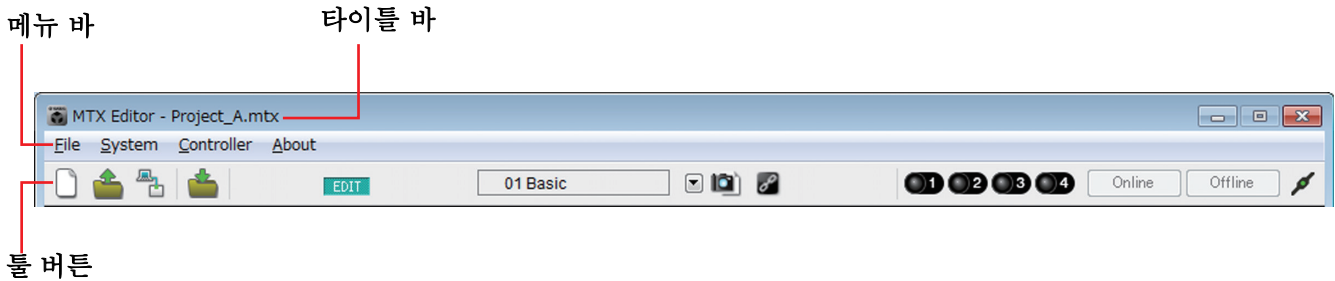 메뉴 바
타이틀 바
MTX Editor - Project_A.mtx
File System Controller About
EDIT 01 Basic 1 2 3 4 Online Offline
툴 버튼